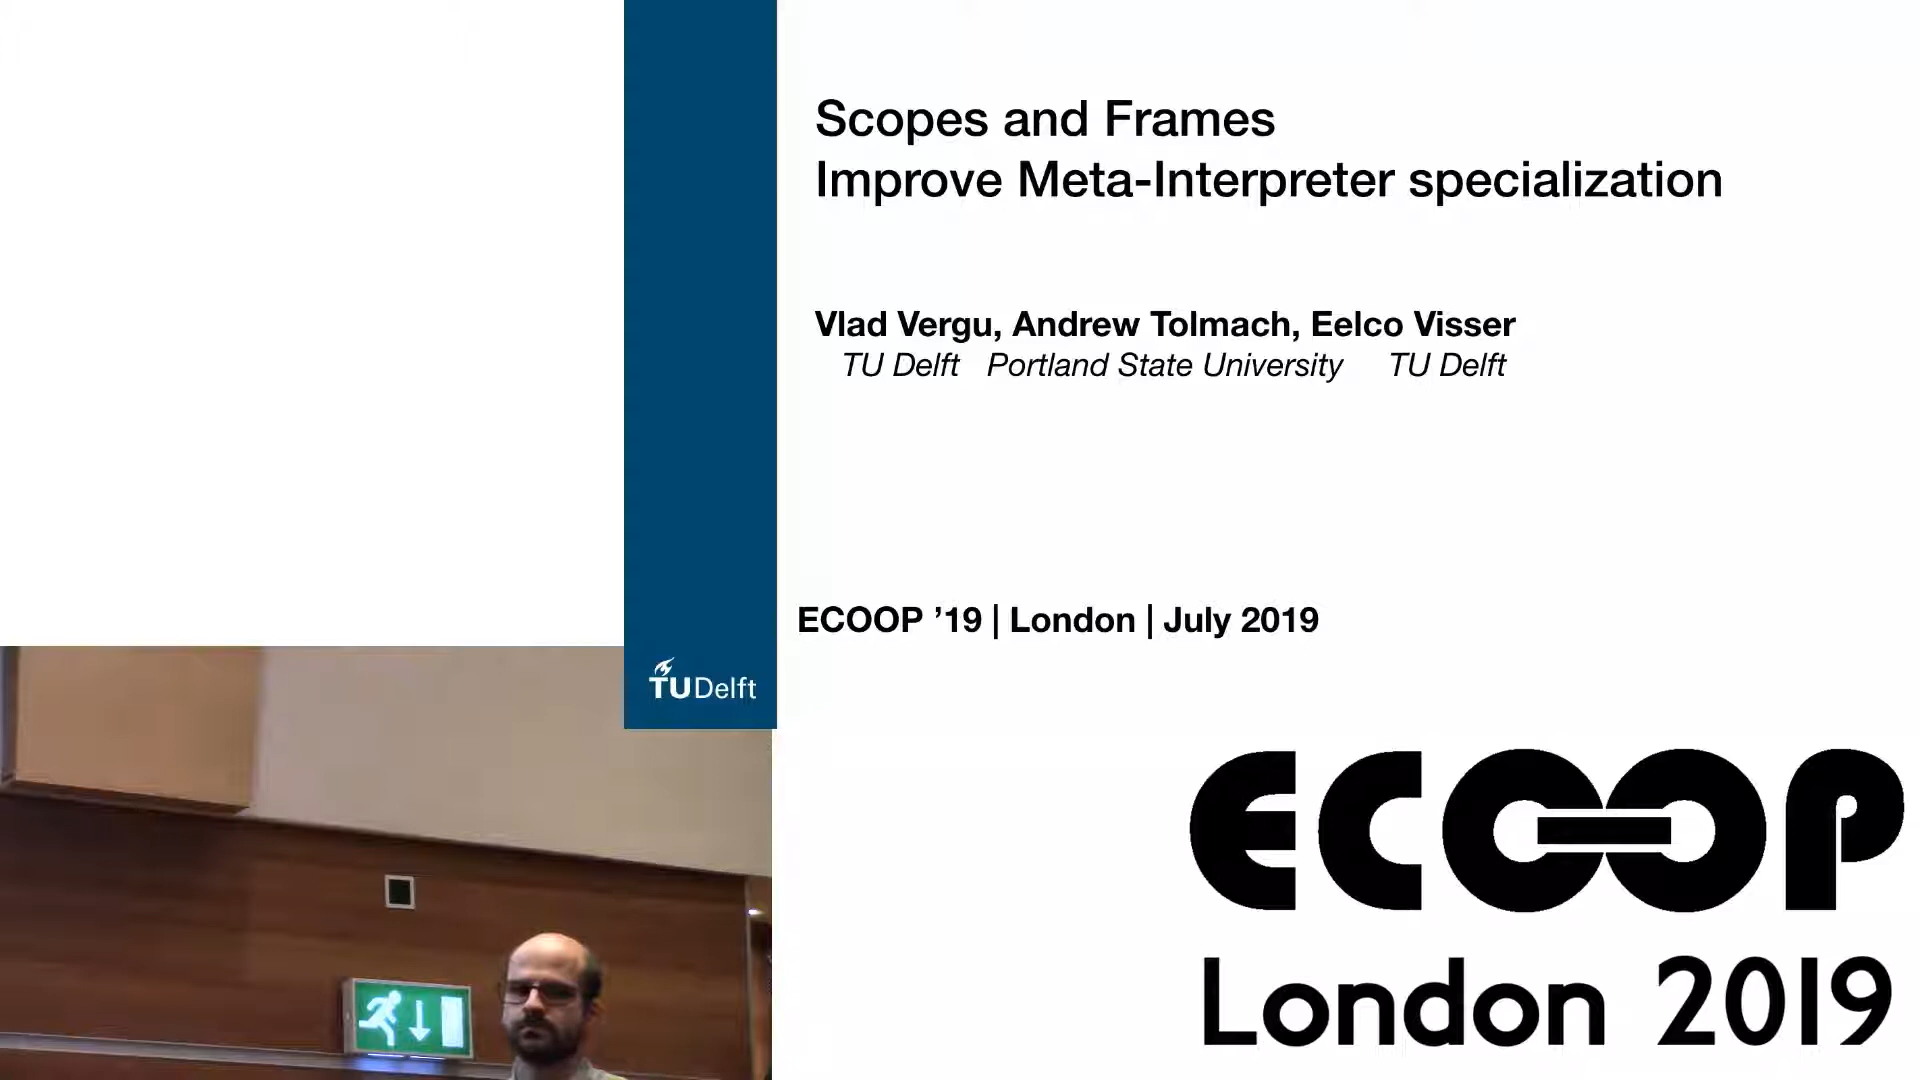 Scopes and Frames
Improve Meta-Interpreter specialization
Vlad Vergu, Andrew Tolmach, Eelco Visser
TU Delft Portland State University TU Delft
ECOOP ’19 | London | July 2019
TUDelft
ECOOP
London 2019